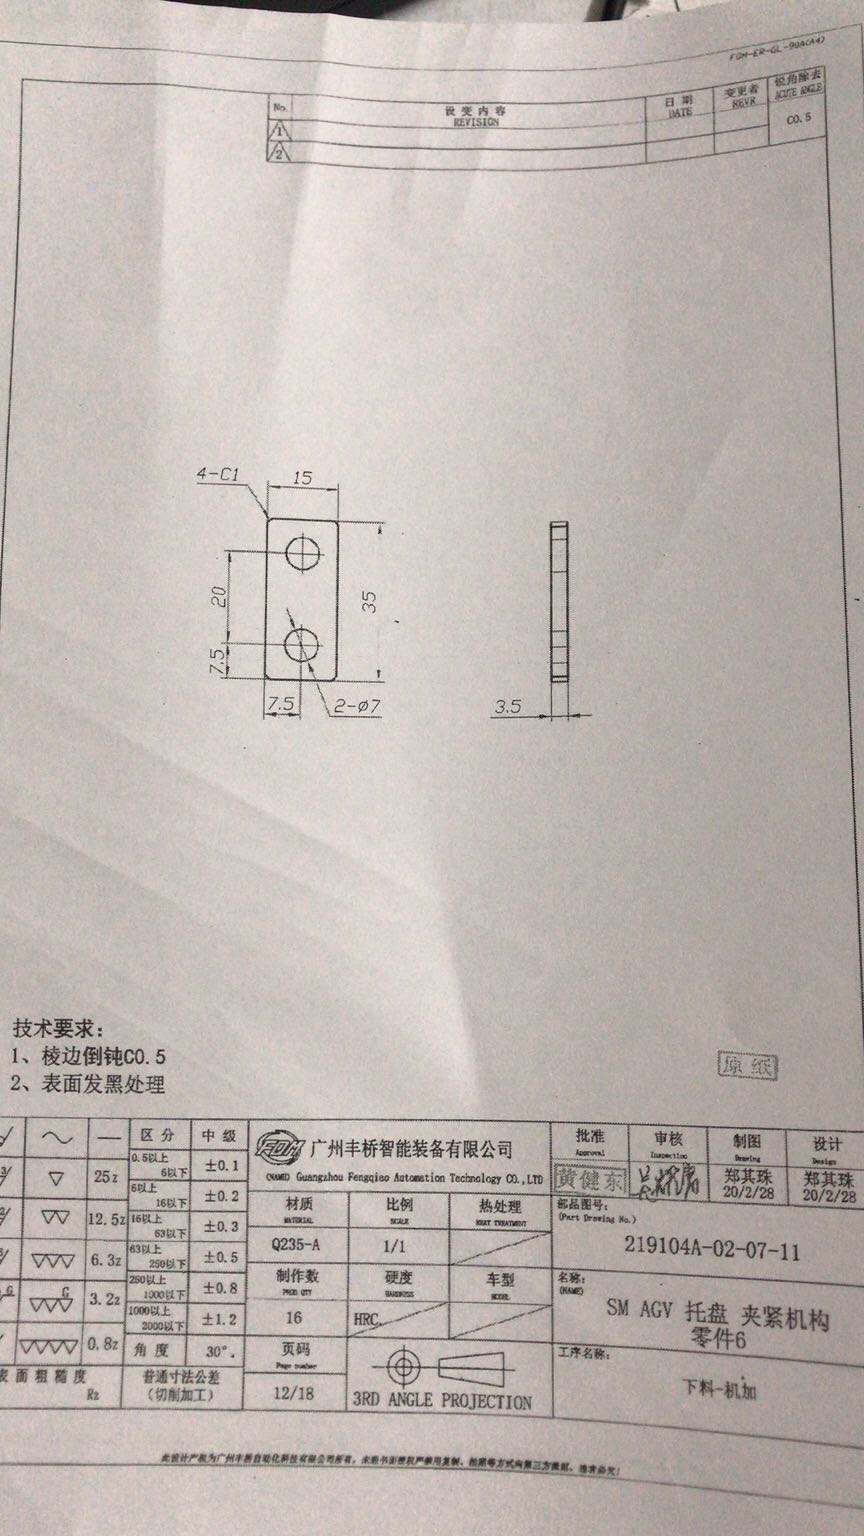 FQH-ER-GL-90A(A4)
No. 设变内容 日期 变更者 锐角除去
REVISION DATE REVR ACUTE ANGLE
1 C0.5
2
4-C1
15
20
35
7.5
7.5
2-ø7
3.5
技术要求:
1、棱边倒钝C0.5
2、表面发黑处理
原纸
区分 中级
0.5以上 6以下 ±0.1
25z 6以上 16以下 ±0.2
12.5z 16以上 63以下 ±0.3
6.3z 63以上 250以下 ±0.5
G 3.2z 250以上 1000以下 ±0.8
1000以上 2000以下 ±1.2
0.8z 角度 30°
表面粗糙度 Rz
普通寸法公差
(切削加工)
广州丰桥智能装备有限公司
(NAMED) Guangzhou Fengqiao Automation Technology CO.,LTD
材质 比例 热处理
MATERIAL SCALE HEAT TREATMENT
Q235-A 1/1
制作数 硬度 车型
PROD QTY HARDNESS MODEL
16 HRC.
页码
Page number
12/18
3RD ANGLE PROJECTION
批准 审核 制图 设计
Approval Inspection Drawing Design
黄健东 郑其珠 郑其珠
20/2/28 20/2/28
部品图号:
(Part Drawing No.)
219104A-02-07-11
名称:
(NAME)
SM AGV 托盘 夹紧机构
零件6
工序名称:
下料-机加
此设计产权为广州丰桥自动化科技有限公司所有,未经书面授权严禁用复制、拍照等方式向第三方泄漏,违者必究!